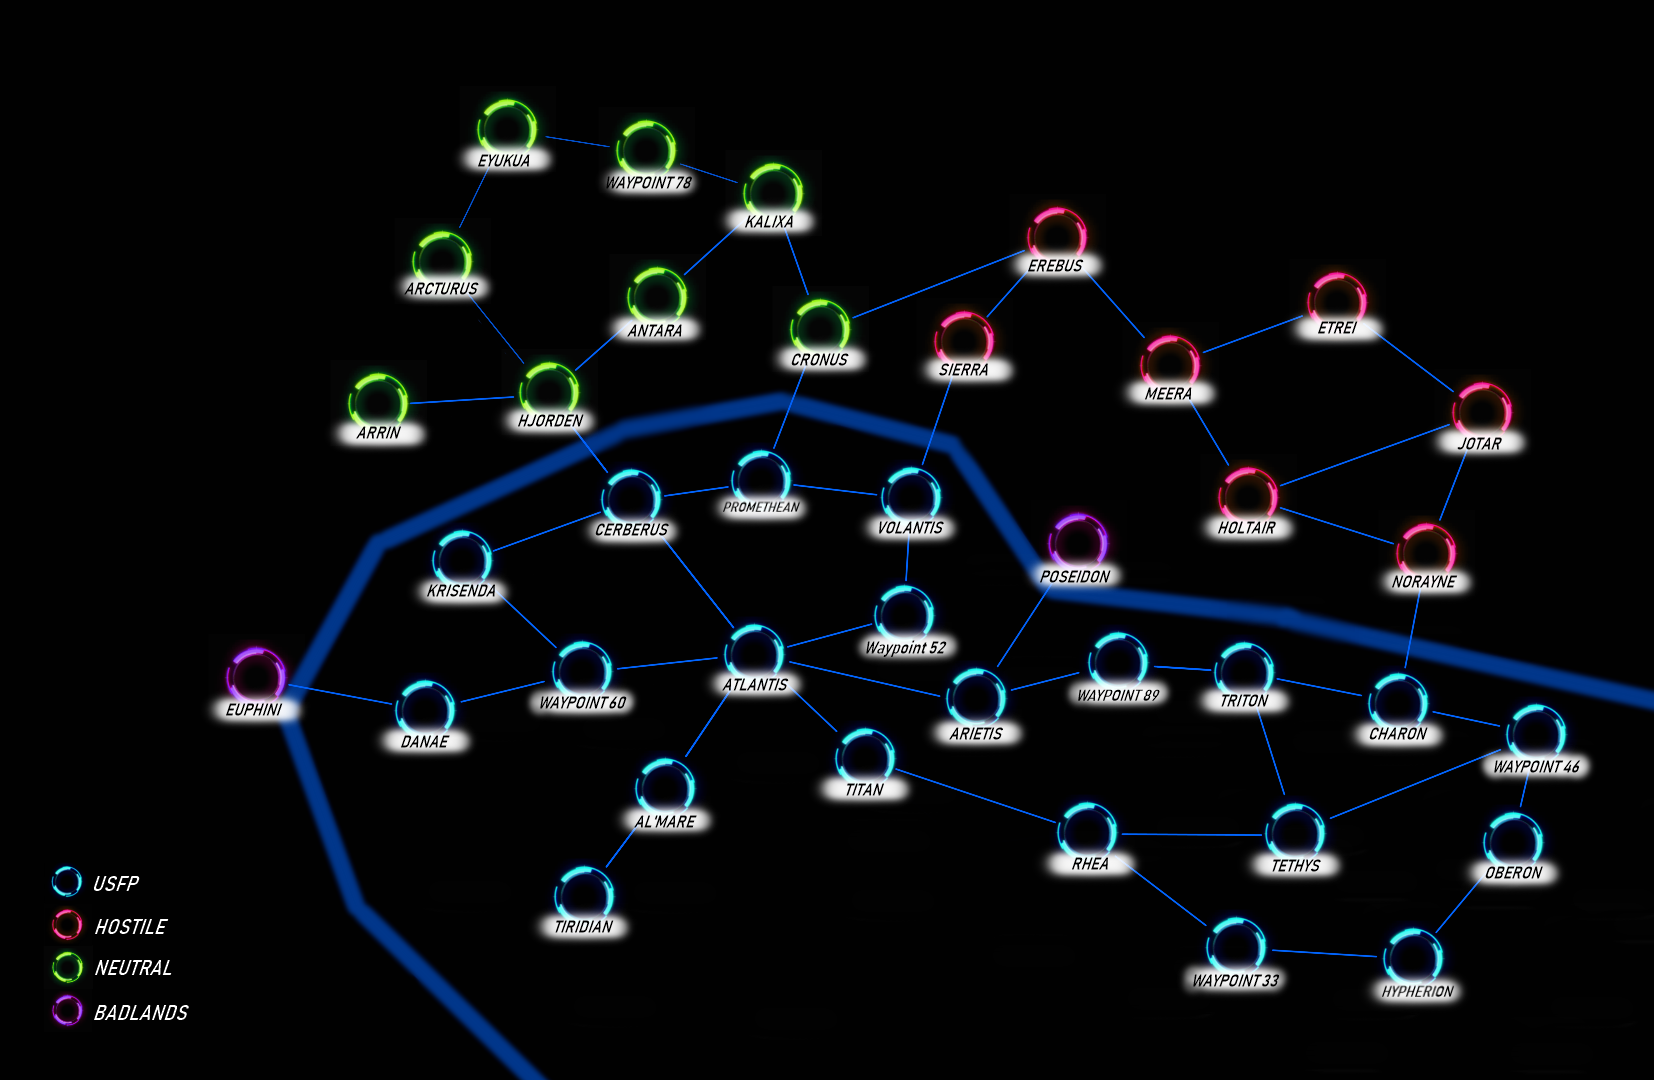 EYUKUA
WAYPOINT 78
KALIXA
EREBUS
ARCTURUS
ANTARA
ETREI
CRONUS
SIERRA
MEERA
ARRIN
HJORDEN
JOTAR
PROMETHEAN
CERBERUS
VOLANTIS
HOLTAIR
POSEIDON
NORAYNE
KRISENDA
Waypoint 52
ATLANTIS
WAYPOINT 89
TRITON
EUPHINI
WAYPOINT 60
DANAE
ARIETIS
CHARON
WAYPOINT 46
TITAN
AL'MARE
RHEA
TETHYS
OBERON
TIRIDIAN
WAYPOINT 33
HYPHERION
USFP
HOSTILE
NEUTRAL
BADLANDS